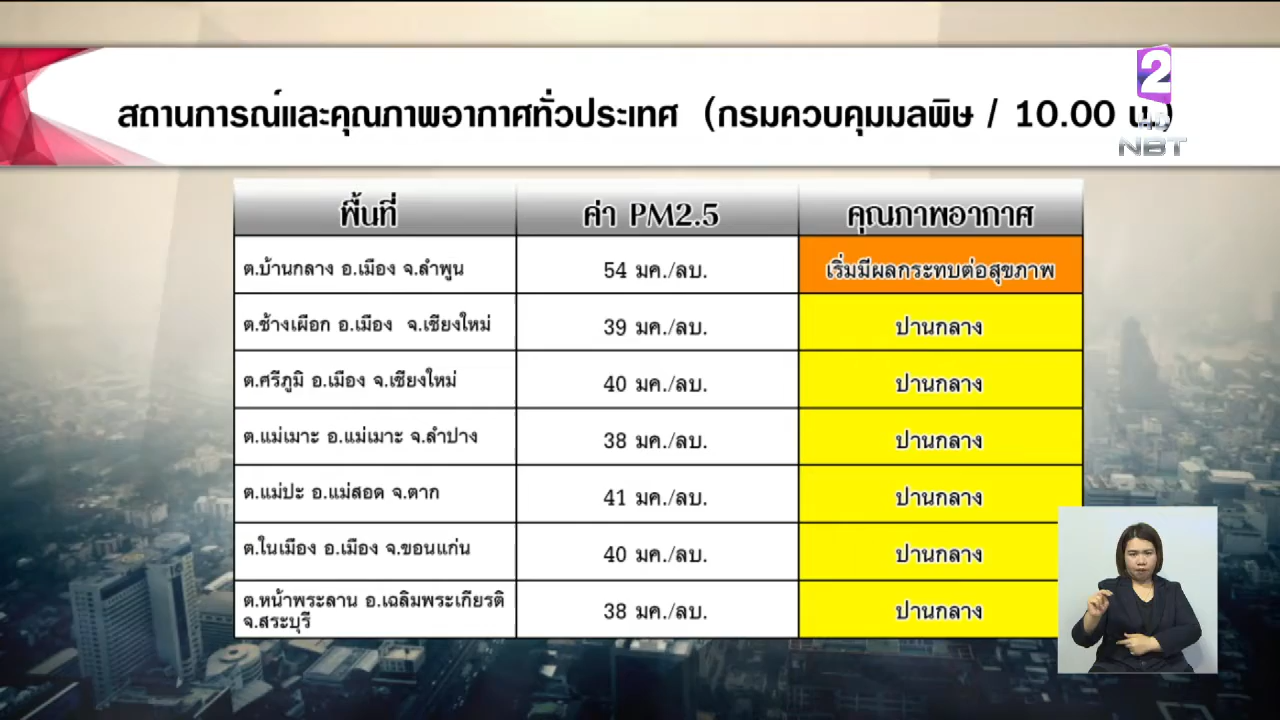 สถานการณ์และคุณภาพอากาศทั่วประเทศ (กรมควบคุมมลพิษ / 10.00 น.)
2
NBT
พื้นที่ ค่า PM2.5 คุณภาพอากาศ
ต.บ้านกลาง อ.เมือง จ.ลำพูน 54 มค./ลบ. เริ่มมีผลกระทบต่อสุขภาพ
ต.ช้างเผือก อ.เมือง จ.เชียงใหม่ 39 มค./ลบ. ปานกลาง
ต.ศรีภูมิ อ.เมือง จ.เชียงใหม่ 40 มค./ลบ. ปานกลาง
ต.แม่เมาะ อ.แม่เมาะ จ.ลำปาง 38 มค./ลบ. ปานกลาง
ต.แม่ปะ อ.แม่สอด จ.ตาก 41 มค./ลบ. ปานกลาง
ต.ในเมือง อ.เมือง จ.ขอนแก่น 40 มค./ลบ. ปานกลาง
ต.หน้าพระลาน อ.เฉลิมพระเกียรติ
จ.สระบุรี 38 มค./ลบ. ปานกลาง